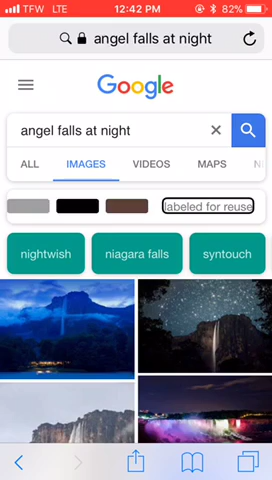 TFW LTE 12:42 PM 82%
angel falls at night
Google
angel falls at night
ALL IMAGES VIDEOS MAPS
labeled for reuse
nightwish niagara falls syntouch